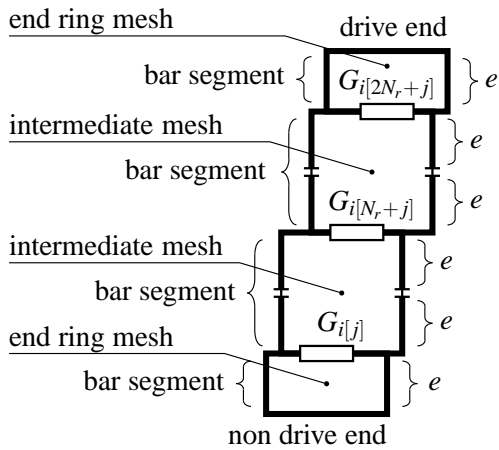 end ring mesh
drive end
bar segment
G_{i[2N_r+j]}
e
intermediate mesh
e
bar segment
G_{i[N_r+j]}
e
intermediate mesh
e
bar segment
G_{i[j]}
e
end ring mesh
bar segment
e
non drive end